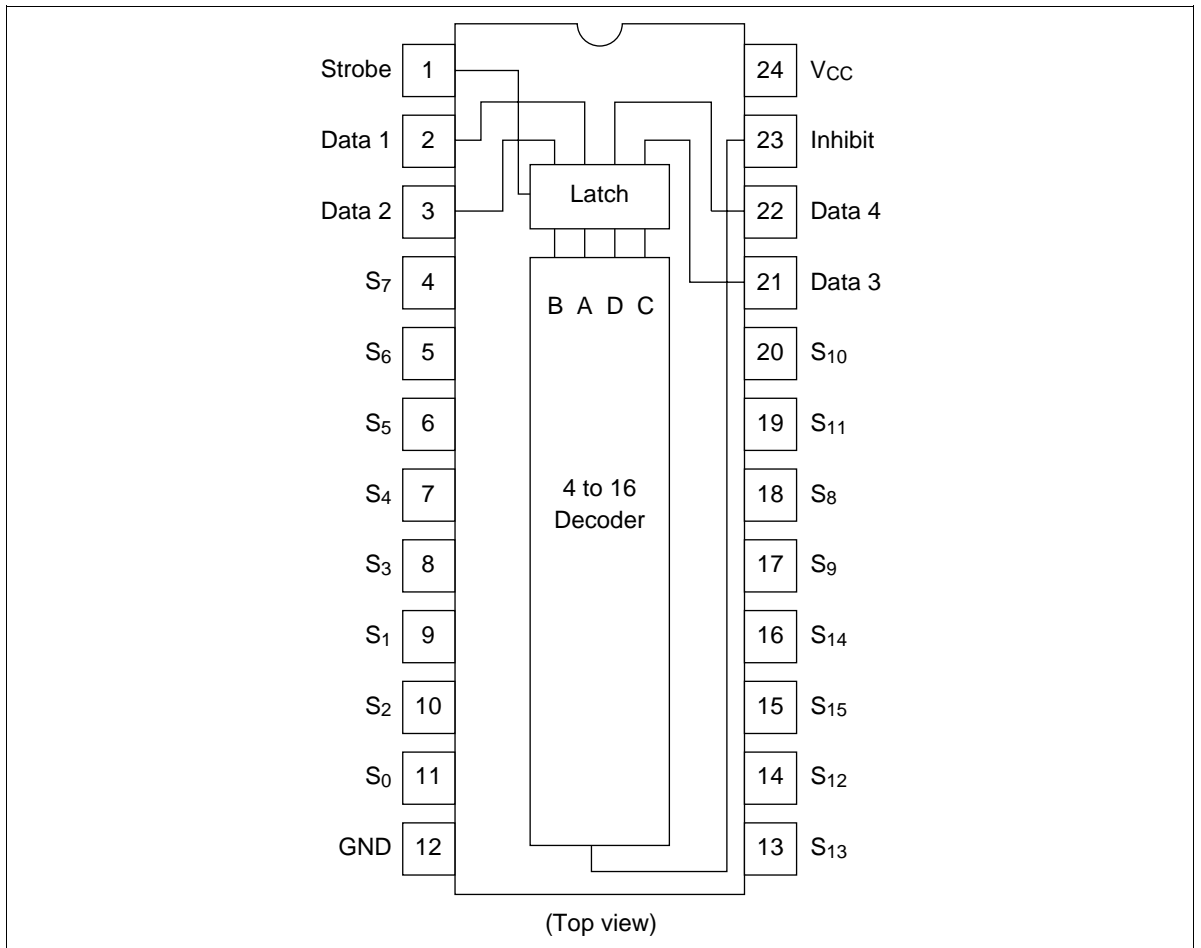 Strobe 1 24 VCC
Data 1 2 23 Inhibit
Latch
Data 2 3 22 Data 4
S7 4 21 Data 3
B A D C
S6 5 20 S10
S5 6 19 S11
S4 7 4 to 16 18 S8
Decoder
S3 8 17 S9
S1 9 16 S14
S2 10 15 S15
S0 11 14 S12
GND 12 13 S13
(Top view)